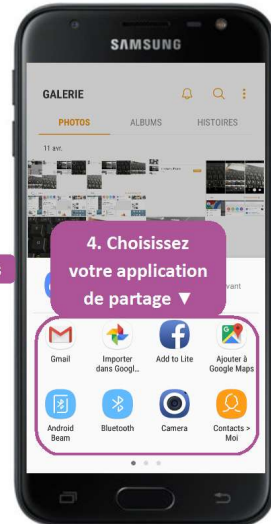 SAMSUNG
GALERIE
PHOTOS ALBUMS HISTOIRES
11 avr.
s
4. Choisissez
votre application
de partage ▼
vant
Gmail
Importer
dans Googl...
Add to Lite
Ajouter à
Google Maps
Android
Beam
Bluetooth
Camera
Contacts >
Moi